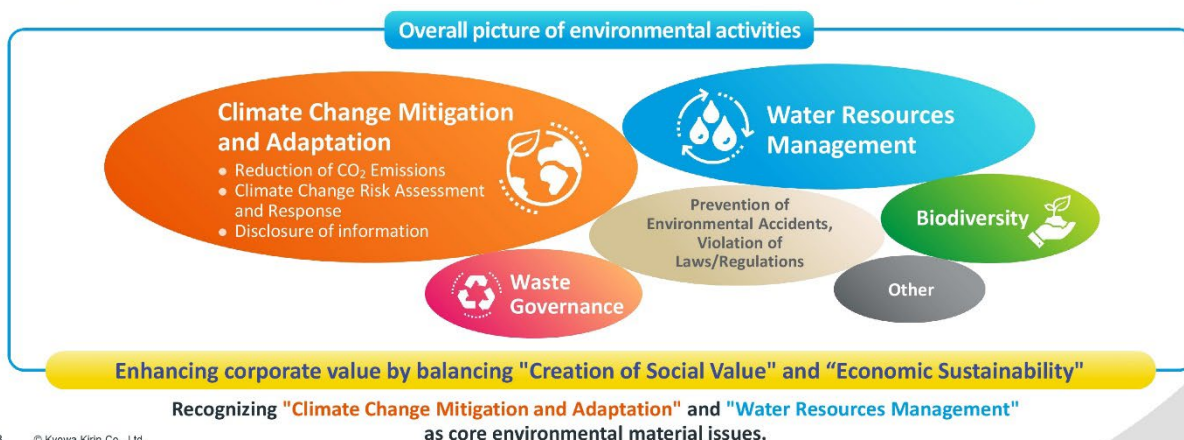 Overall picture of environmental activities
Climate Change Mitigation
and Adaptation
● Reduction of CO₂ Emissions
● Climate Change Risk Assessment
and Response
● Disclosure of information
Water Resources
Management
Prevention of
Environmental Accidents,
Violation of
Laws/Regulations
Biodiversity
Waste
Governance
Other
Enhancing corporate value by balancing "Creation of Social Value" and “Economic Sustainability"
Recognizing "Climate Change Mitigation and Adaptation" and "Water Resources Management"
as core environmental material issues.
© Kyowa Kirin Co., Ltd.